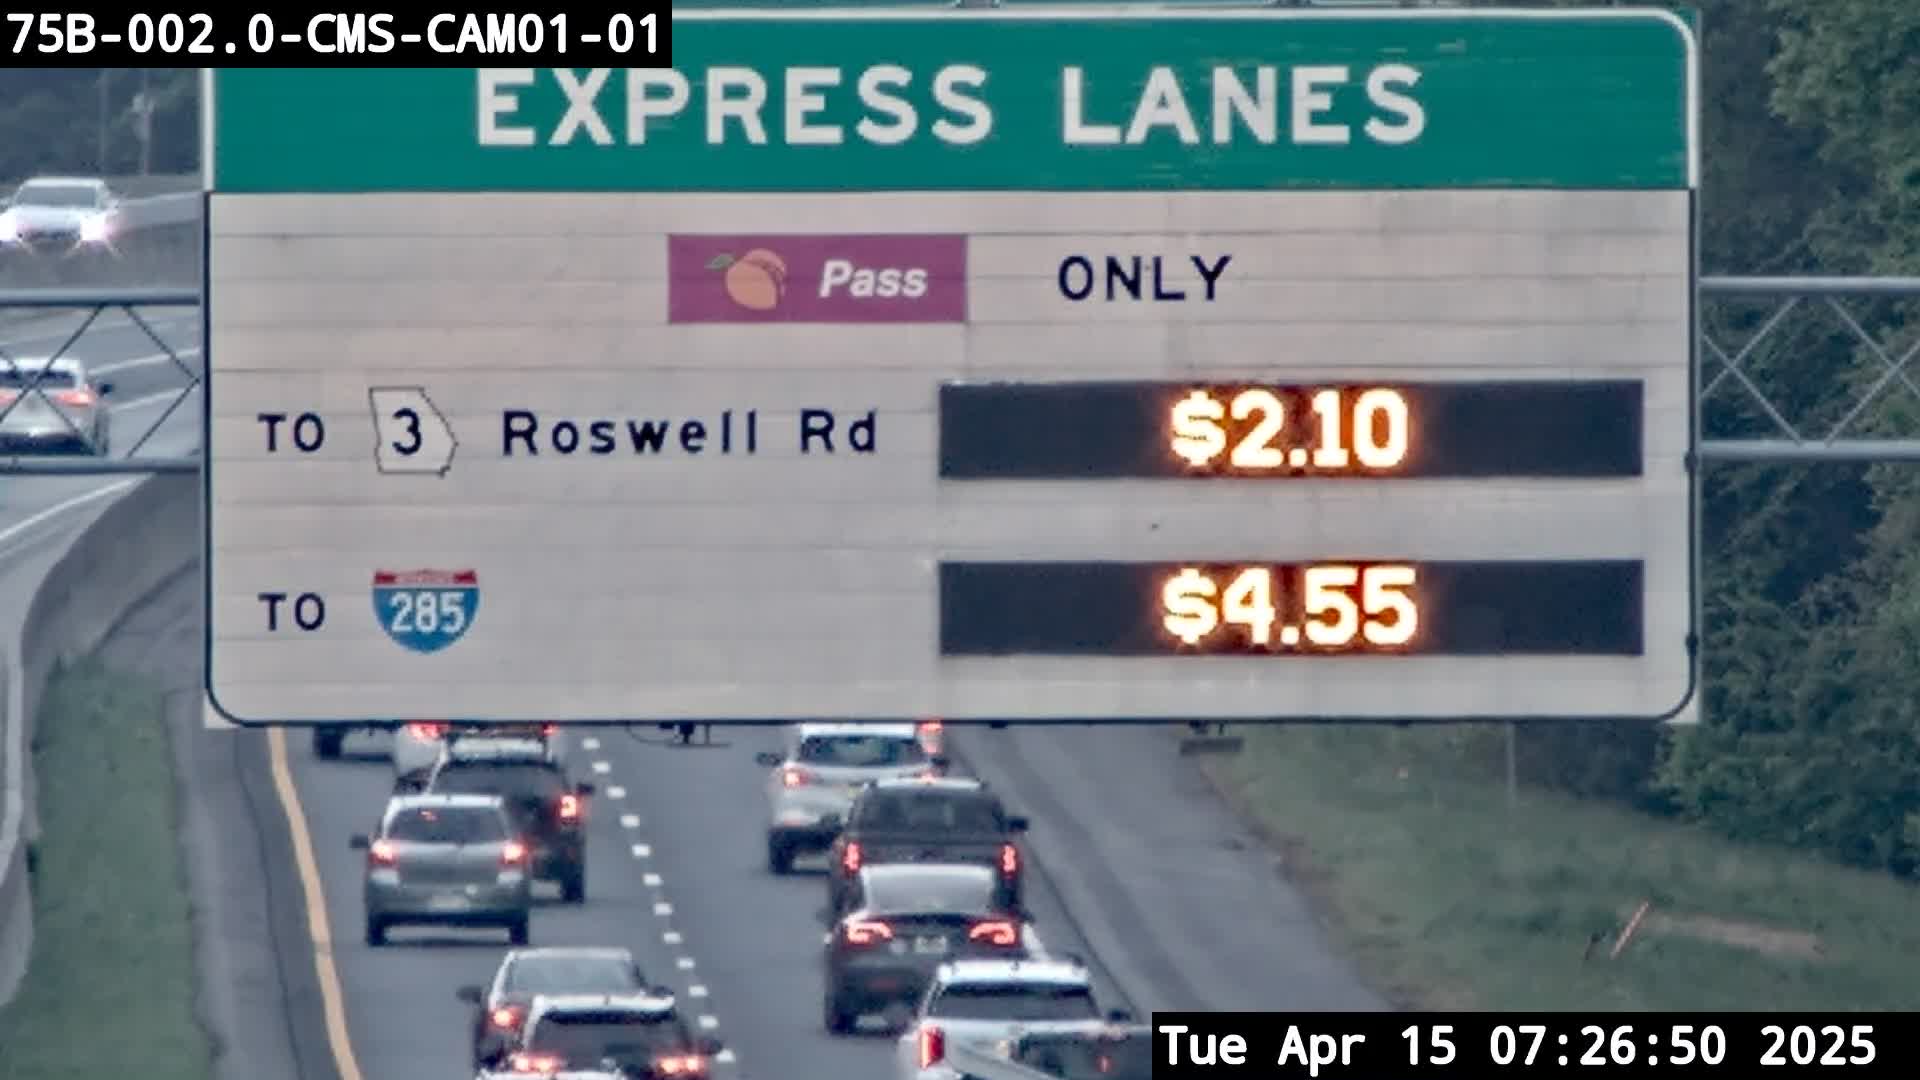 75B-002.0-CMS-CAM01-01
EXPRESS LANES
Pass ONLY
TO 3 Roswell Rd $2.10
TO 285 $4.55
Tue Apr 15 07:26:50 2025